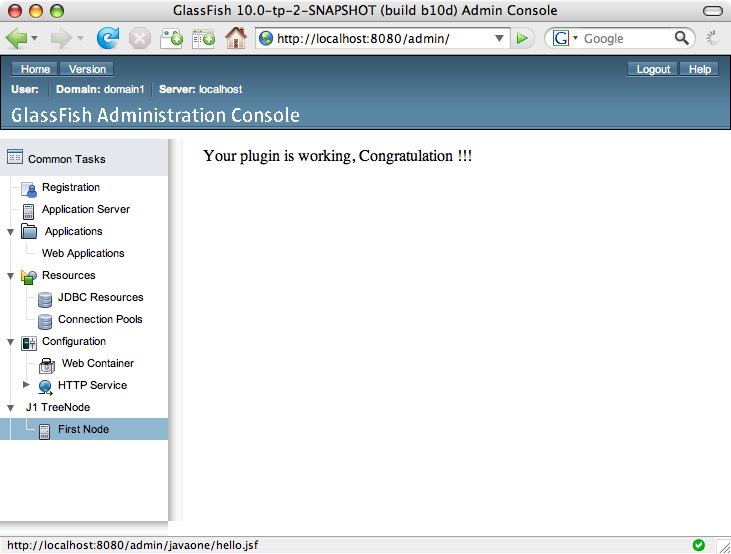 GlassFish 10.0-tp-2-SNAPSHOT (build b10d) Admin Console
http://localhost:8080/admin/
G
Google
Home
Version
Logout
Help
User:
Domain: domain1
Server: localhost
GlassFish Administration Console
Common Tasks
Your plugin is working, Congratulation !!!
Registration
Application Server
Applications
Web Applications
Resources
JDBC Resources
Connection Pools
Configuration
Web Container
HTTP Service
J1 TreeNode
First Node
http://localhost:8080/admin/javaone/hello.jsf